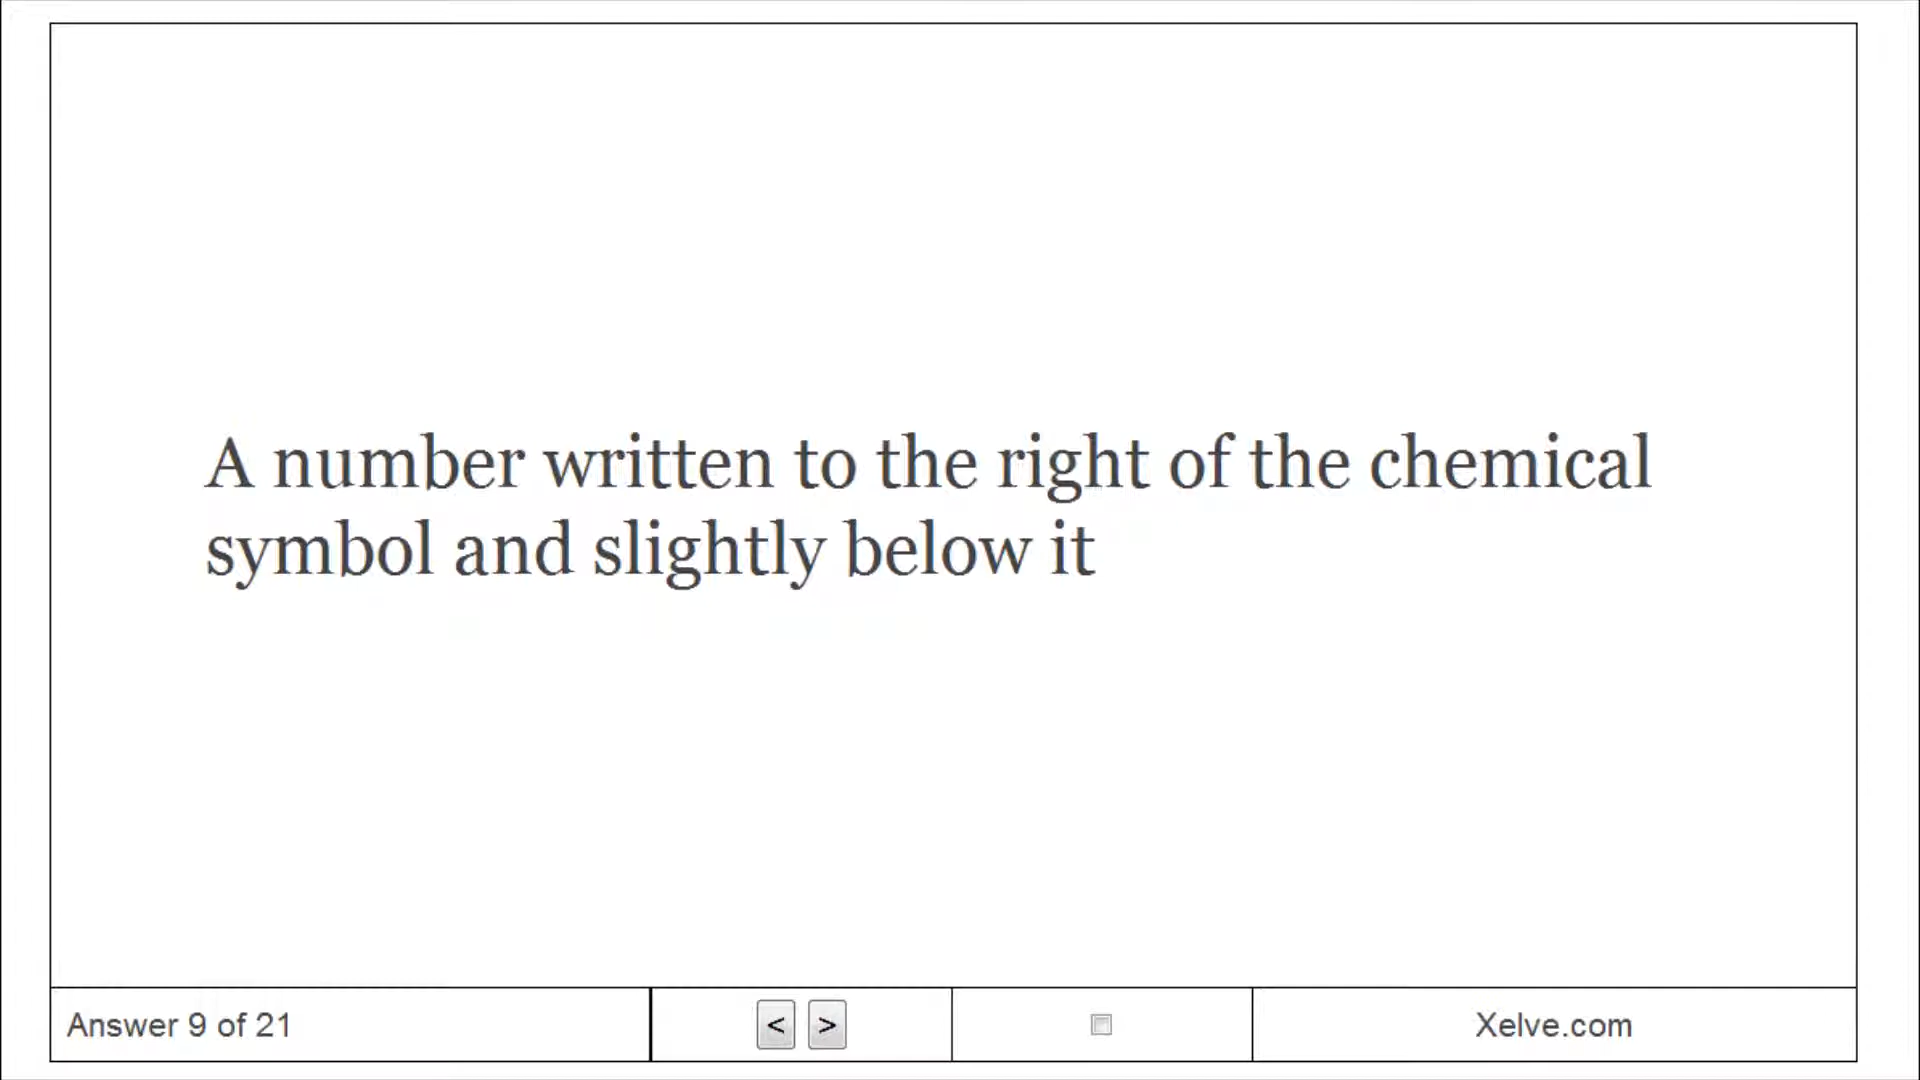 A number written to the right of the chemical
symbol and slightly below it
Answer 9 of 21
< >
Xelve.com